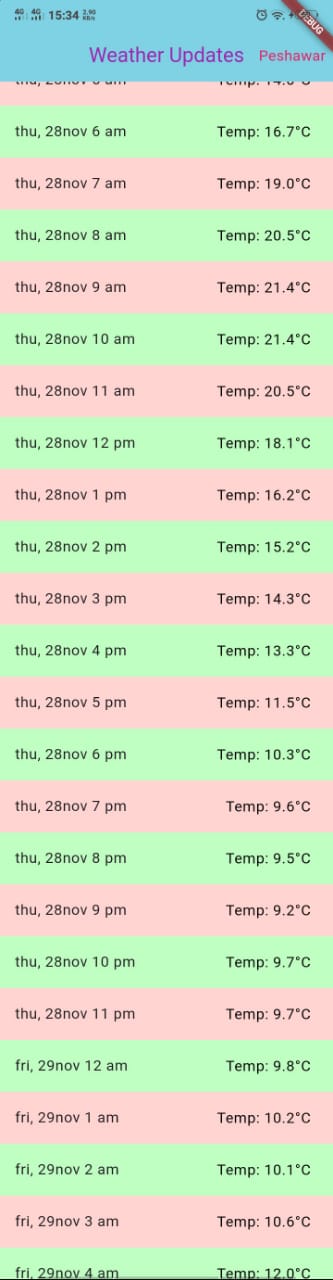 4G 4G 15:34 2.90 KB/s
DEBUG
Weather Updates Peshawar
thu, 28nov 6 am Temp: 16.7°C
thu, 28nov 7 am Temp: 19.0°C
thu, 28nov 8 am Temp: 20.5°C
thu, 28nov 9 am Temp: 21.4°C
thu, 28nov 10 am Temp: 21.4°C
thu, 28nov 11 am Temp: 20.5°C
thu, 28nov 12 pm Temp: 18.1°C
thu, 28nov 1 pm Temp: 16.2°C
thu, 28nov 2 pm Temp: 15.2°C
thu, 28nov 3 pm Temp: 14.3°C
thu, 28nov 4 pm Temp: 13.3°C
thu, 28nov 5 pm Temp: 11.5°C
thu, 28nov 6 pm Temp: 10.3°C
thu, 28nov 7 pm Temp: 9.6°C
thu, 28nov 8 pm Temp: 9.5°C
thu, 28nov 9 pm Temp: 9.2°C
thu, 28nov 10 pm Temp: 9.7°C
thu, 28nov 11 pm Temp: 9.7°C
fri, 29nov 12 am Temp: 9.8°C
fri, 29nov 1 am Temp: 10.2°C
fri, 29nov 2 am Temp: 10.1°C
fri, 29nov 3 am Temp: 10.6°C
fri, 29nov 4 am Temp: 12.0°C